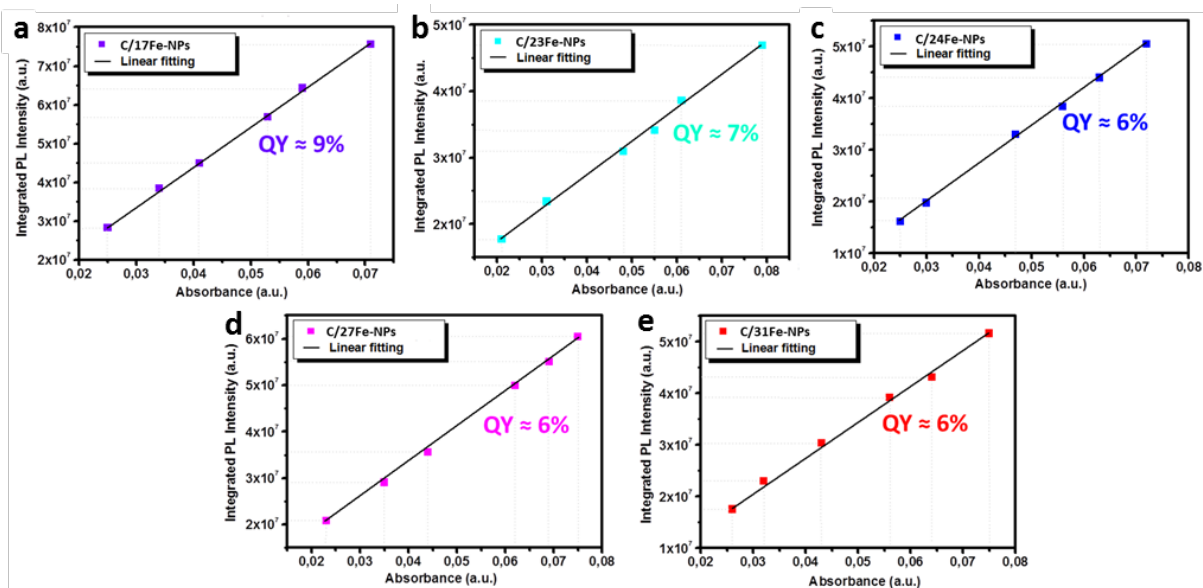 a
C/17Fe-NPs
Linear fitting
QY ≈ 9%
Integrated PL Intensity (a.u.)
8x10⁷
7x10⁷
6x10⁷
5x10⁷
4x10⁷
3x10⁷
2x10⁷
0,02 0,03 0,04 0,05 0,06 0,07
Absorbance (a.u.)
b
C/23Fe-NPs
Linear fitting
QY ≈ 7%
Integrated PL Intensity (a.u.)
5x10⁷
4x10⁷
3x10⁷
2x10⁷
0,02 0,03 0,04 0,05 0,06 0,07 0,08
Absorbance (a.u.)
c
C/24Fe-NPs
Linear fitting
QY ≈ 6%
Integrated PL Intensity (a.u.)
5x10⁷
4x10⁷
3x10⁷
2x10⁷
1x10⁷
0,02 0,03 0,04 0,05 0,06 0,07 0,08
Absorbance (a.u.)
d
C/27Fe-NPs
Linear fitting
QY ≈ 6%
Integrated PL Intensity (a.u.)
6x10⁷
5x10⁷
4x10⁷
3x10⁷
2x10⁷
0,02 0,03 0,04 0,05 0,06 0,07 0,08
Absorbance (a.u.)
e
C/31Fe-NPs
Linear fitting
QY ≈ 6%
Integrated PL Intensity (a.u.)
5x10⁷
4x10⁷
3x10⁷
2x10⁷
1x10⁷
0,02 0,03 0,04 0,05 0,06 0,07 0,08
Absorbance (a.u.)